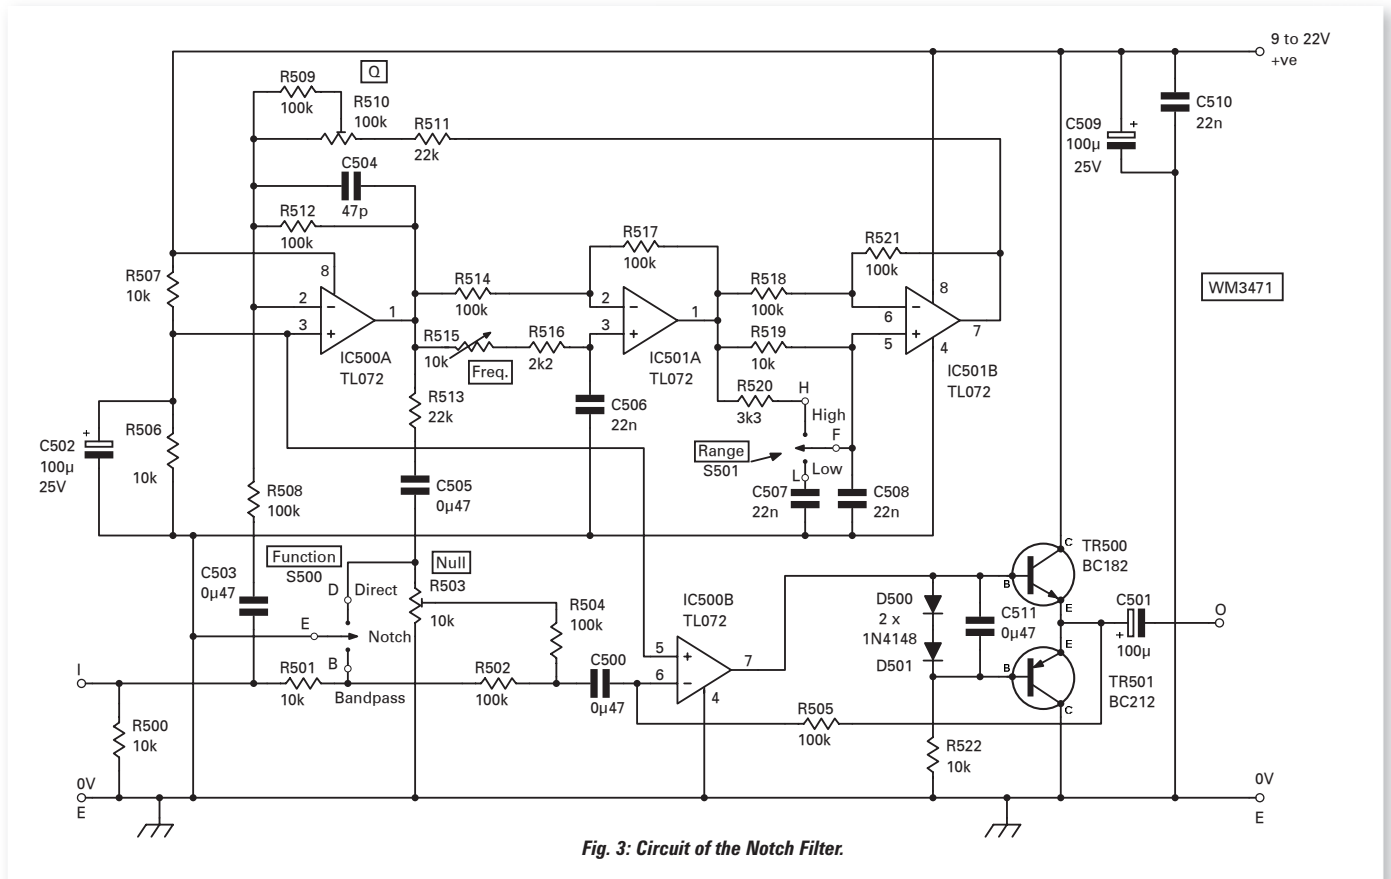 9 to 22V
+ve
Q
R509
100k
R510
100k
R511
22k
C504
47p
R512
100k
C509
100µ
25V
+
C510
22n
WM3471
R507
10k
8
2
3
−
+
1
IC500A
TL072
R514
100k
R515
10k
Freq.
R516
2k2
R517
100k
2
3
−
+
1
IC501A
TL072
R518
100k
R519
10k
R520
3k3
R521
100k
8
6
5
4
7
−
+
IC501B
TL072
H
High
F
Range
S501
L
Low
C506
22n
C507
22n
C508
22n
C502
100µ
25V
+
R506
10k
R508
100k
R513
22k
C505
0µ47
C503
0µ47
Function
S500
D
Direct
E
Notch
B
Bandpass
Null
R503
10k
R504
100k
I
R500
10k
R501
10k
R502
100k
C500
0µ47
IC500B
TL072
5
6
+
−
7
4
R505
100k
D500
2 x
1N4148
D501
C511
0µ47
R522
10k
TR500
BC182
B
C
E
TR501
BC212
B
E
C
C501
+
100µ
O
0V
E
0V
E
Fig. 3: Circuit of the Notch Filter.